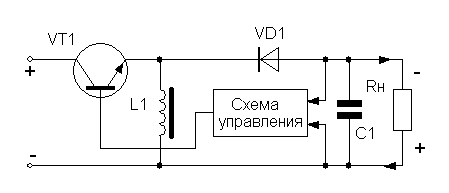 VT1
VD1
+
-
L1
Схема
управления
Rн
C1
-
+